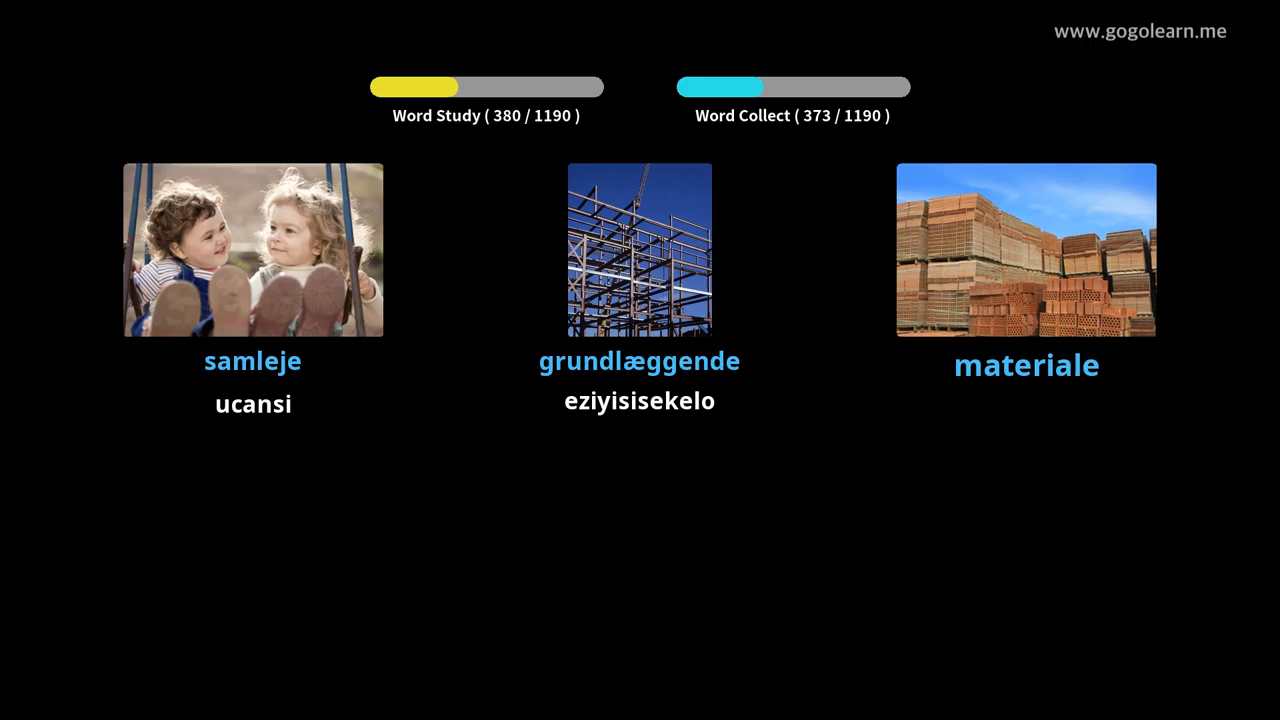 www.gogolearn.me
Word Study ( 380 / 1190 )
Word Collect ( 373 / 1190 )
samleje
grundlæggende
materiale
ucansi
eziyisisekelo